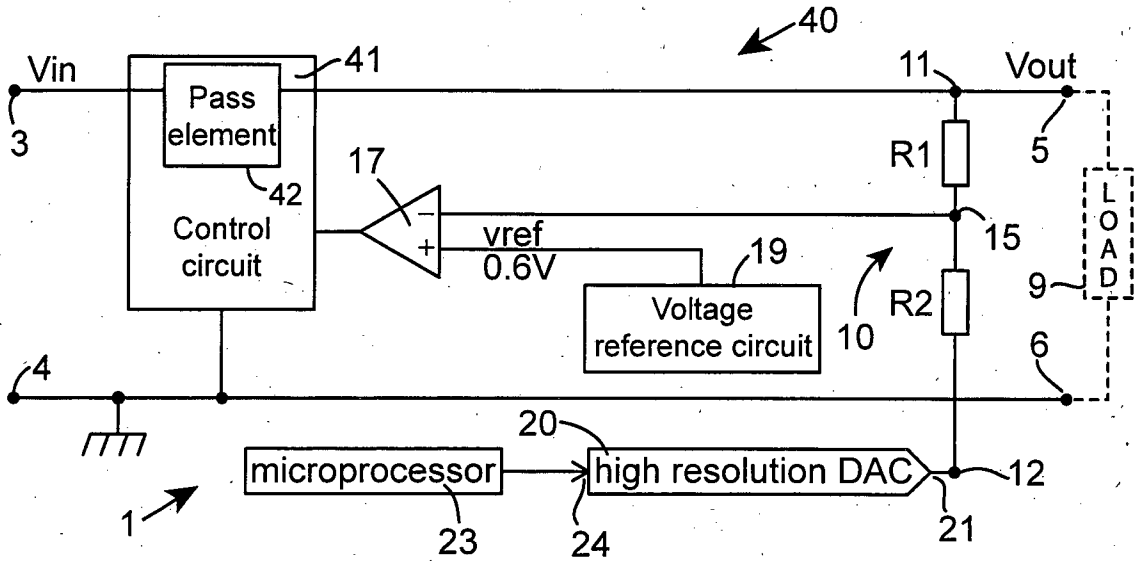 40
Vin
41
11
Vout
Pass
element
3
42
17
R1
5
LOAD
Control
circuit
−
+
vref
0.6V
15
19
9
Voltage
reference circuit
10
R2
4
6
20
microprocessor
high resolution DAC
12
1
23
24
21